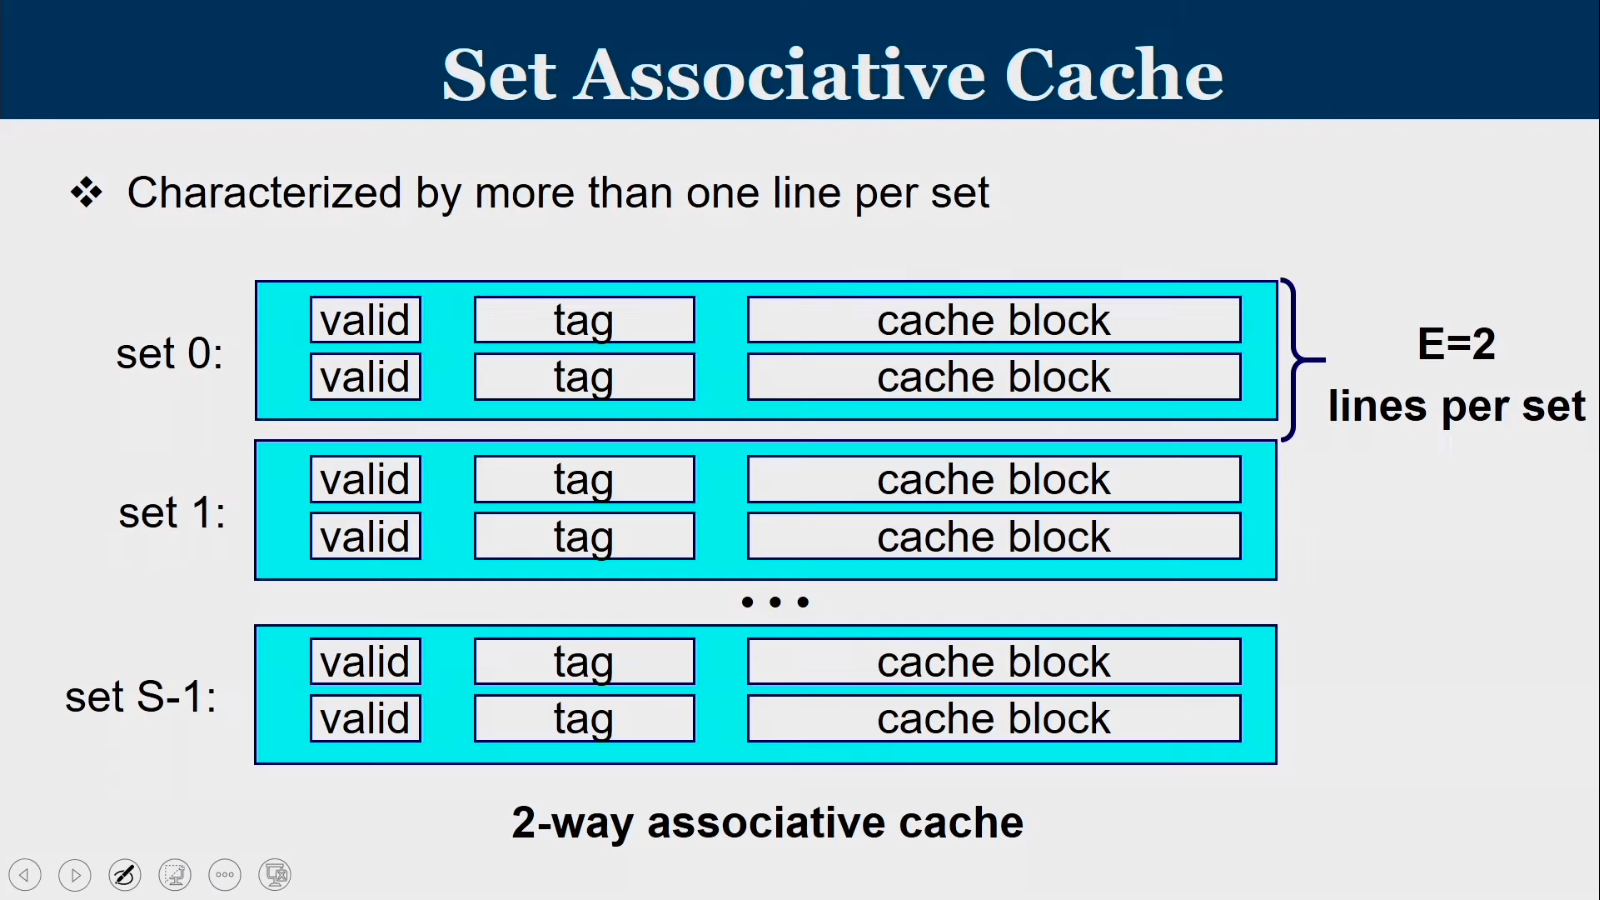 Set Associative Cache
❖ Characterized by more than one line per set
set 0:
valid tag cache block
valid tag cache block
E=2
lines per set
set 1:
valid tag cache block
valid tag cache block
• • •
set S-1:
valid tag cache block
valid tag cache block
2-way associative cache